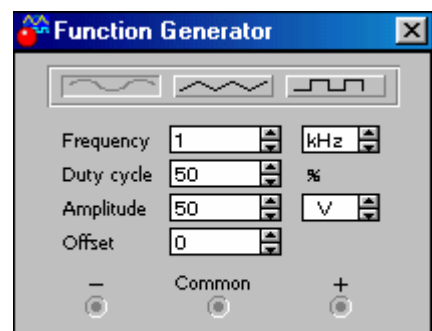 Function Generator
Frequency 1 kHz
Duty cycle 50 %
Amplitude 50 V
Offset 0
− Common +